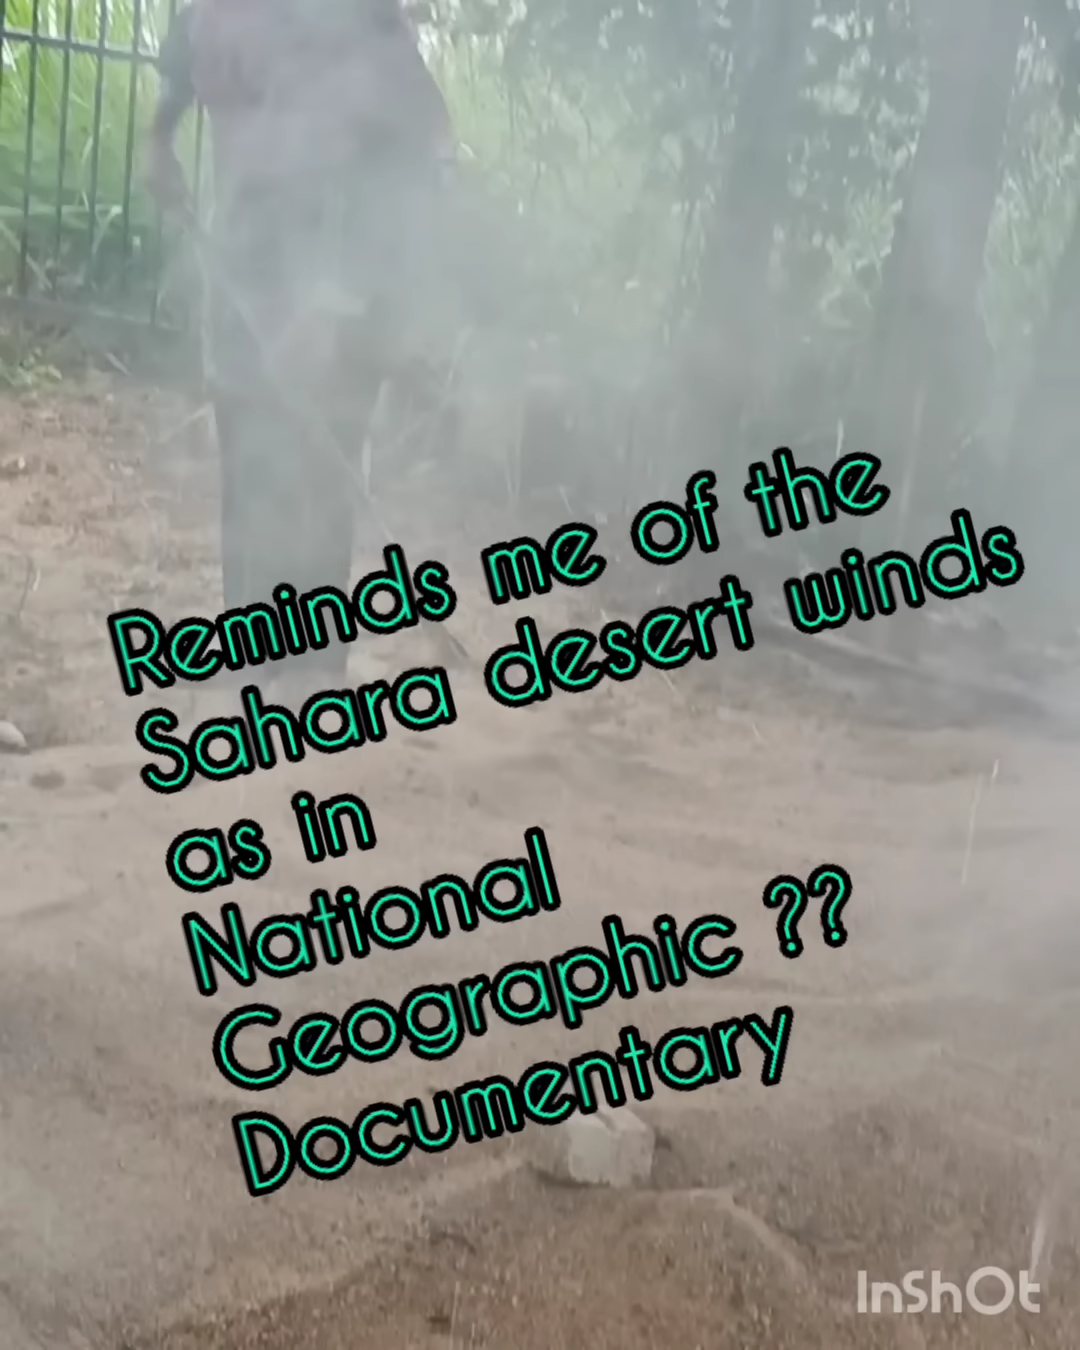 Reminds me of the
Sahara desert winds
as in
National
Geographic ??
Documentary
InShOt